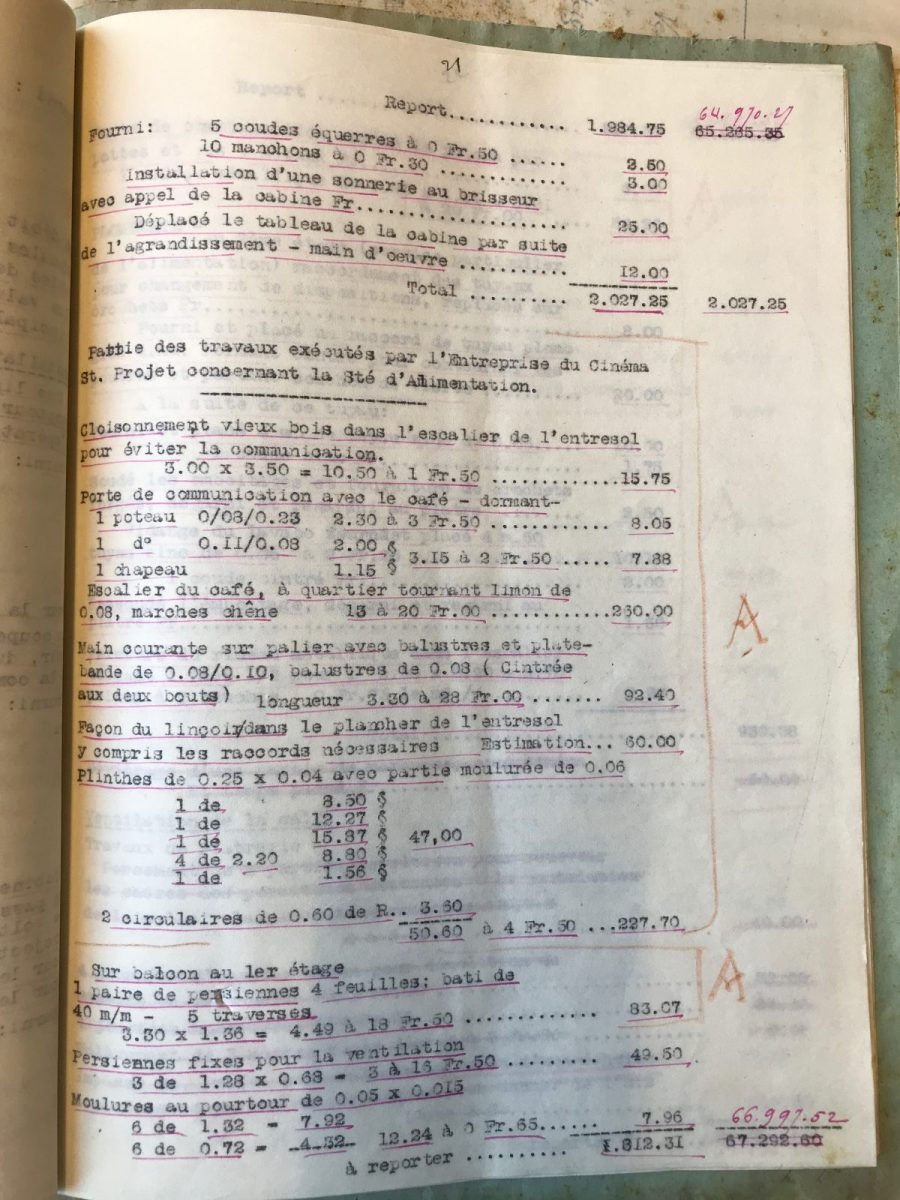 21
Report............ 1.984.75 64.970.27 65.265.35
Fourni: 5 coudes équerres à 0 Fr.50 ...... 2.50
10 manchons à 0 Fr.30 ............. 3.00
Installation d'une sonnerie au brisseur
avec appel de la cabine Fr.................... 25.00
Déplacé le tableau de la cabine par suite
de l'agrandissement - main d'oeuvre ........... 12.00
Total .......... 2.027.25 2.027.25
Pattie des travaux exécutés par l'Entreprise du Cinéma
St. Projet concernant la Sté d'Alimentation.
Cloisonnement vieux bois dans l'escalier de l'entresol
pour éviter la communication.
3.00 x 3.50 = 10.50 à 1 Fr.50 .............15.75
Porte de communication avec le café - dormant-
1 poteau 0/08/0.23 2.30 à 3 Fr.50 ............ 8.05
1 d° 0.11/0.08 2.00 §
3.15 à 2 Fr.50 ....... 7.88
1 chapeau 1.15 §
Escalier du café, à quartier tournant limon de
0.08, marches chêne 13 à 20 Fr.00 ............260.00
Main courante sur palier avec balustres et plate-
bande de 0.08/0.10, balustres de 0.08 ( Cintrée
aux deux bouts) longueur 3.30 à 28 Fr.00 ....... 92.40
Façon du linçoir/dans le plancher de l'entresol
y compris les raccords nécessaires Estimation... 60.00
Plinthes de 0.25 x 0.04 avec partie moulurée de 0.06
1 de 8.50 §
1 de 12.27 §
1 de 15.87 § 47,00
4 de 2.20 8.80 §
1 de 1.56 §
2 circulaires de 0.60 de R.. 3.60
50.60 à 4 Fr.50 ...227.70
Sur balcon au 1er étage
1 paire de persiennes 4 feuilles: bati de
40 m/m - 5 traverses
3.30 x 1.36 = 4.49 à 18 Fr.50 ............. 83.07
Persiennes fixes pour la ventilation
3 de 1.28 x 0.68 - 3 à 16 Fr.50 ......... 49.50
Moulures au pourtour de 0.05 x 0.015
6 de 1.32 - 7.92
12.24 à 0 Fr.65...... 7.96 66.997.52
6 de 0.72 - 4.32
1.812.31 67.292.60
à reporter ..........
A
A